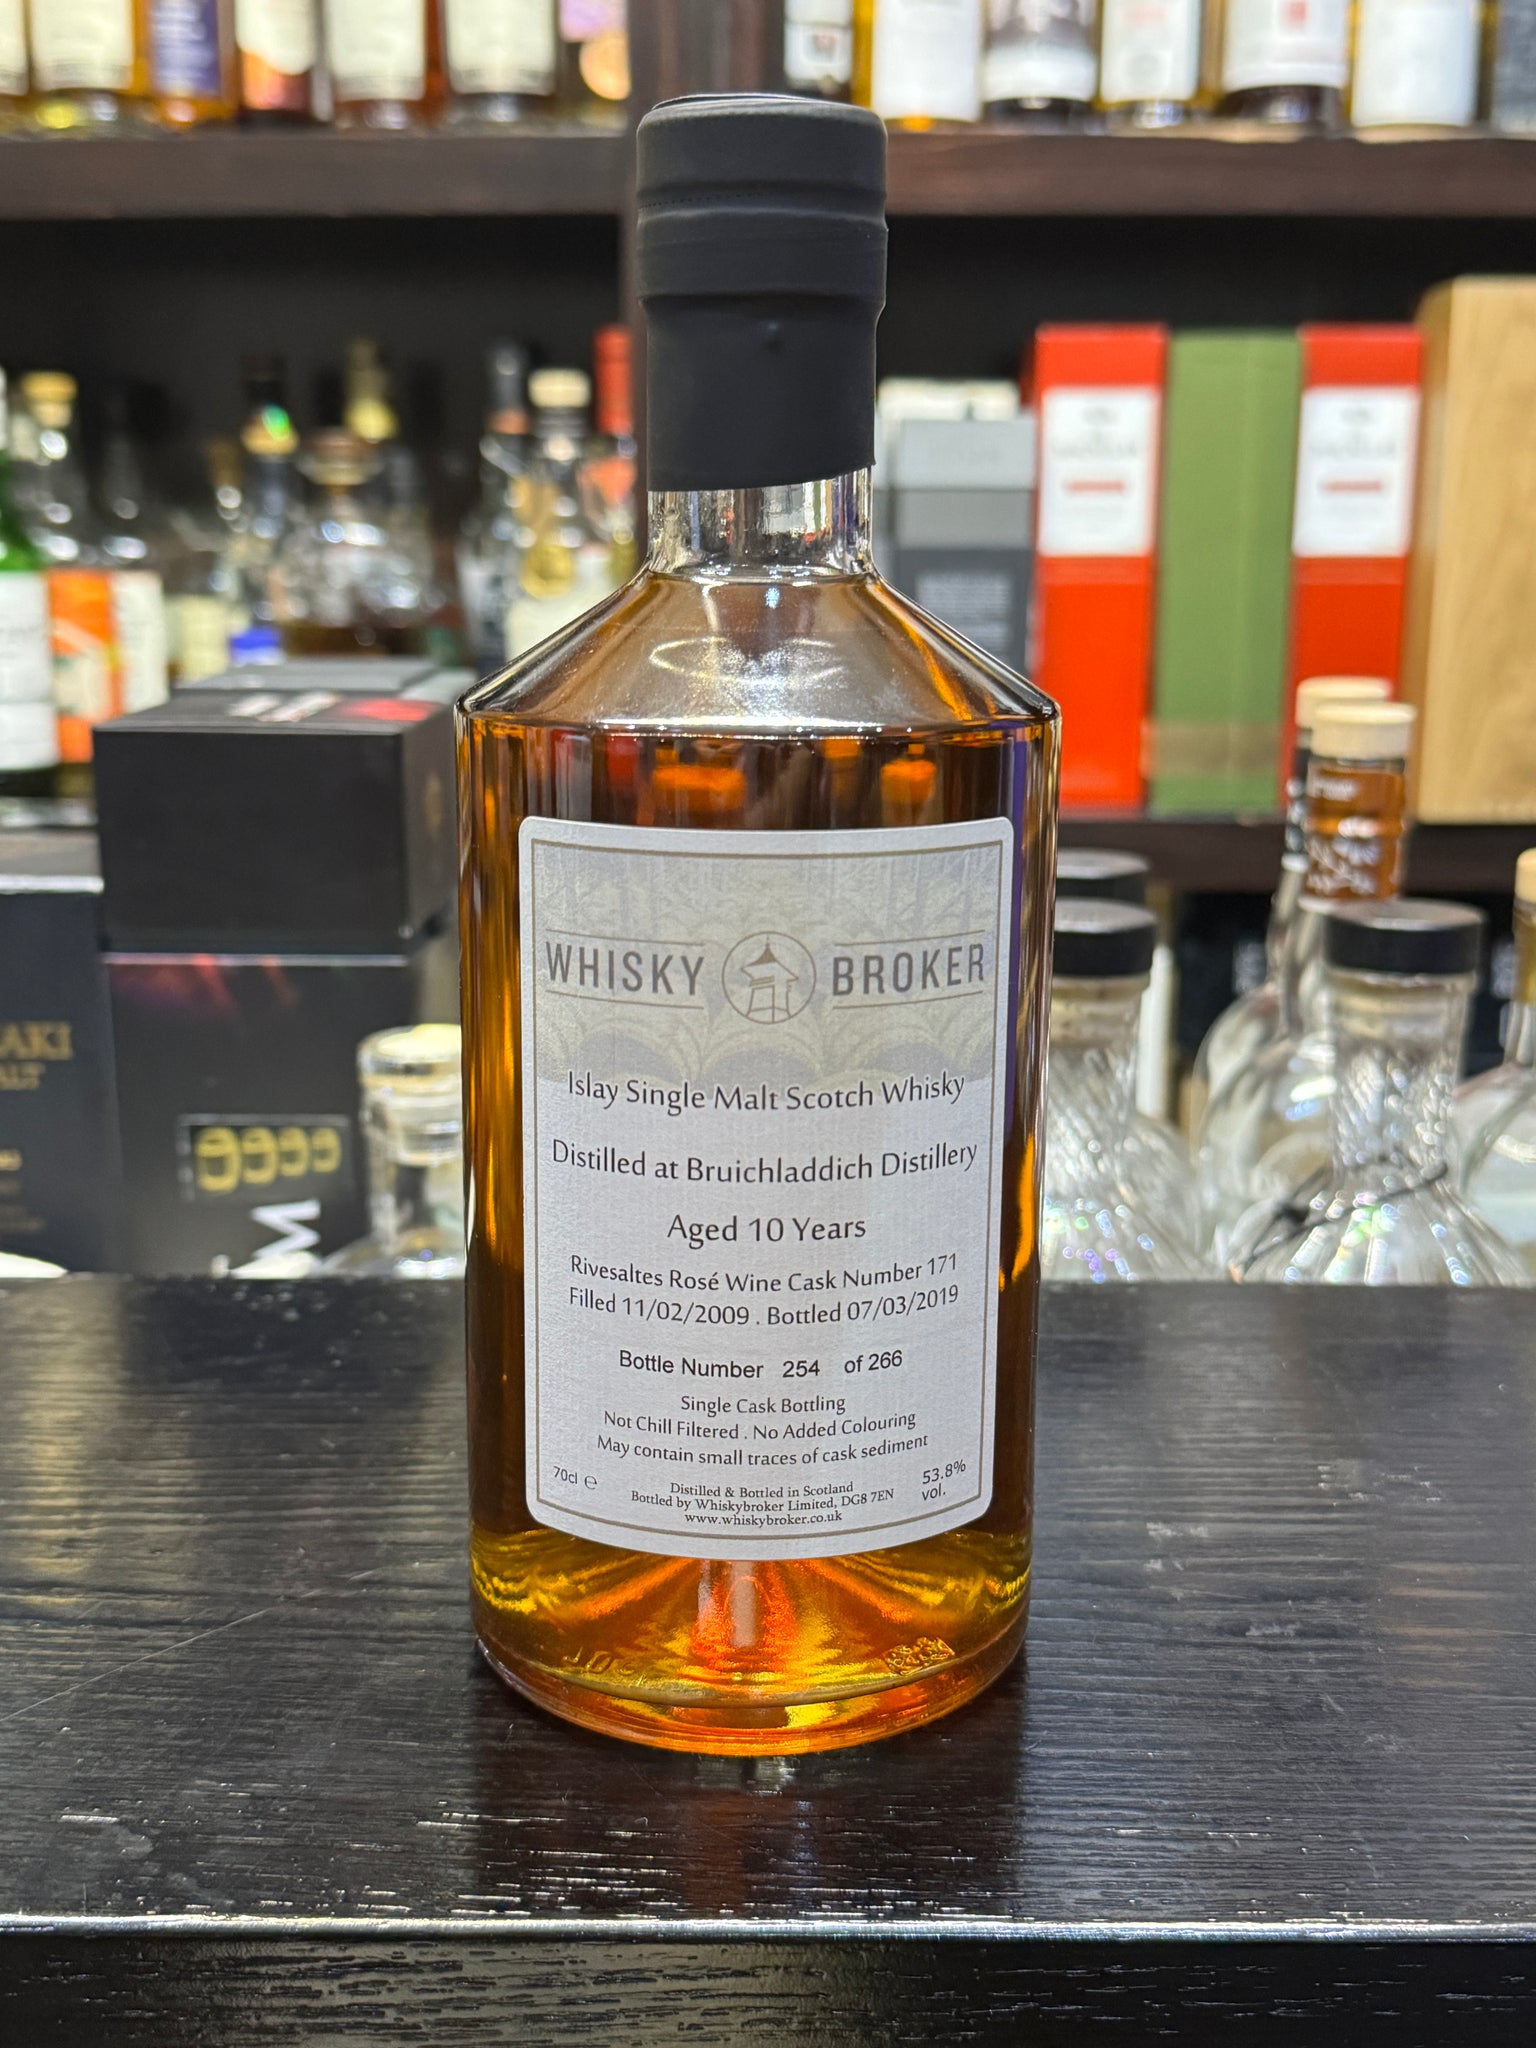 WHISKY BROKER
Islay Single Malt Scotch Whisky
Distilled at Bruichladdich Distillery
Aged 10 Years
Rivesaltes Rosé Wine Cask Number 171
Filled 11/02/2009 . Bottled 07/03/2019
Bottle Number 254 of 266
Single Cask Bottling
Not Chill Filtered . No Added Colouring
May contain small traces of cask sediment
70cl ℮
53.8%
vol.
Distilled & Bottled in Scotland
Bottled by Whiskybroker Limited, DG8 7EN
www.whiskybroker.co.uk